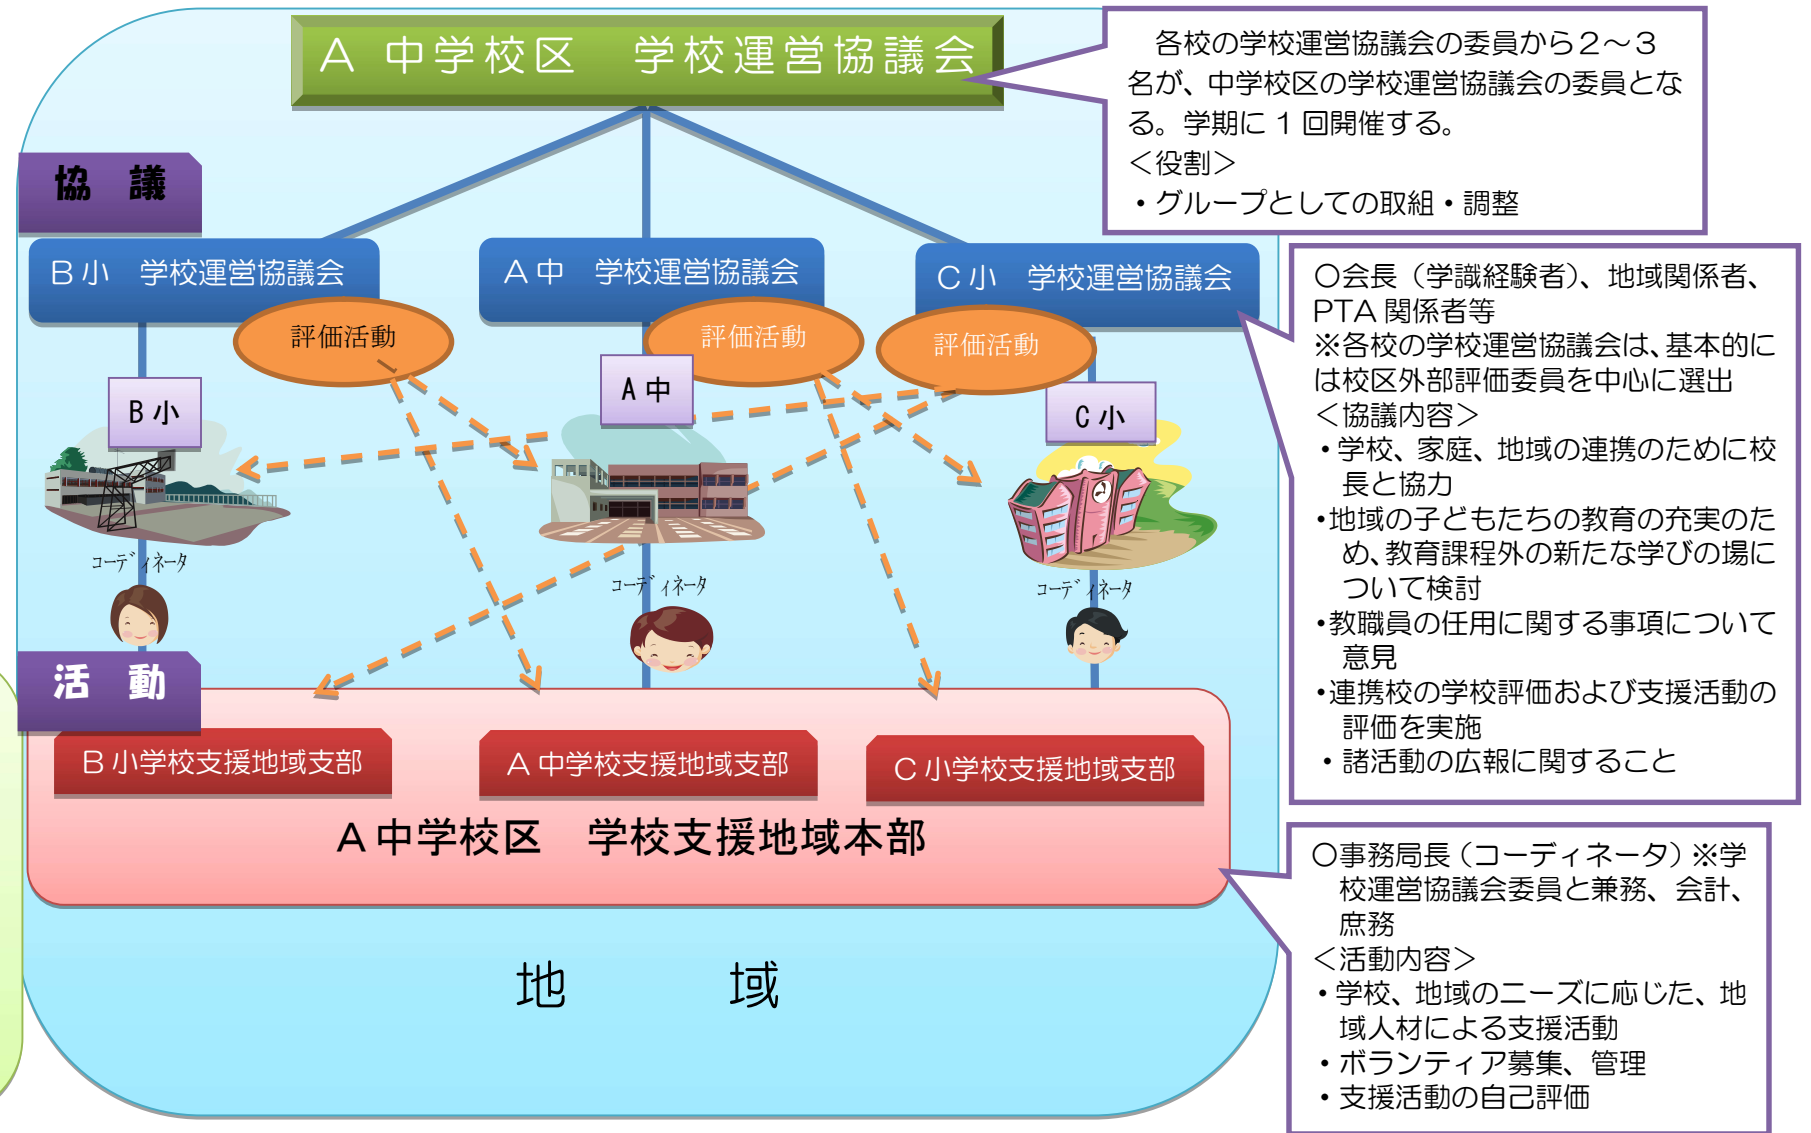 A 中学校区　学校運営協議会
各校の学校運営協議会の委員から2～3
名が、中学校区の学校運営協議会の委員とな
る。学期に 1 回開催する。
＜役割＞
・グループとしての取組・調整
協　議
B小　学校運営協議会
A中　学校運営協議会
C小　学校運営協議会
評価活動
評価活動
評価活動
B小
A中
C小
コーディネータ
コーディネータ
コーディネータ
〇会長（学識経験者）、地域関係者、
PTA 関係者等
※各校の学校運営協議会は、基本的に
は校区外部評価委員を中心に選出
＜協議内容＞
・学校、家庭、地域の連携のために校
長と協力
・地域の子どもたちの教育の充実のた
め、教育課程外の新たな学びの場に
ついて検討
・教職員の任用に関する事項について
意見
・連携校の学校評価および支援活動の
評価を実施
・諸活動の広報に関すること
活　動
B小学校支援地域支部
A中学校支援地域支部
C小学校支援地域支部
A中学校区　学校支援地域本部
地　　域
〇事務局長（コーディネータ）※学
校運営協議会委員と兼務、会計、
庶務
＜活動内容＞
・学校、地域のニーズに応じた、地
域人材による支援活動
・ボランティア募集、管理
・支援活動の自己評価